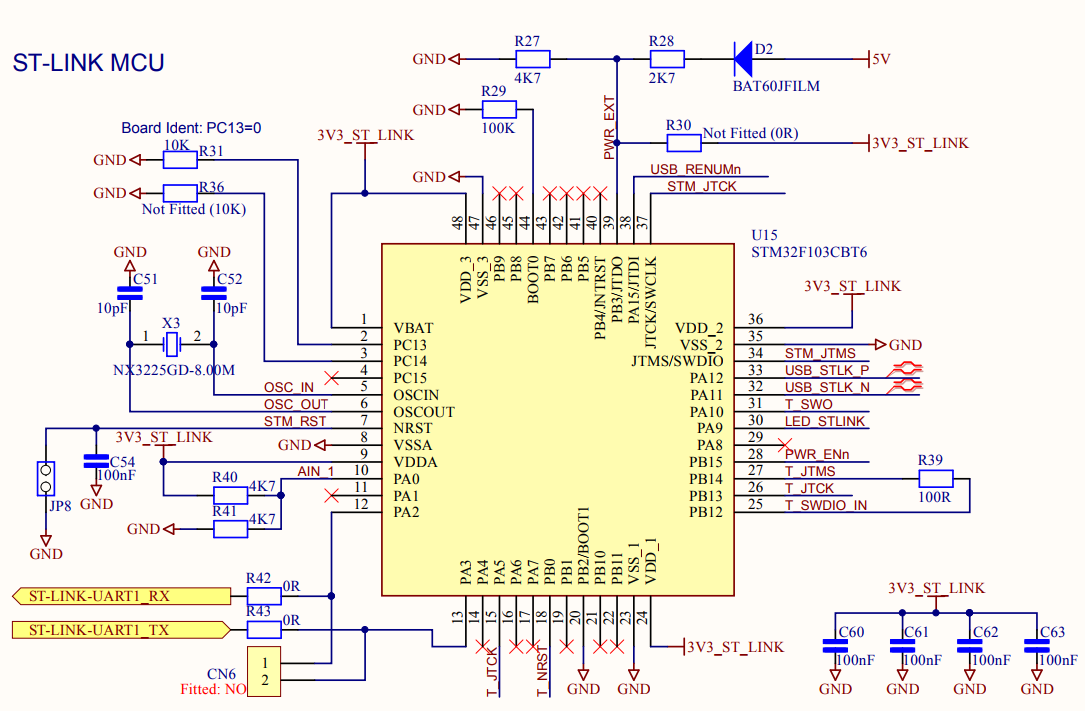 ST-LINK MCU
GND
R27
4K7
R28
2K7
D2
BAT60JFILM
5V
GND
R29
100K
PWR_EXT
R30
Not Fitted (0R)
3V3_ST_LINK
Board Ident: PC13=0
10K
GND
R31
3V3_ST_LINK
GND
R36
Not Fitted (10K)
GND
USB_RENUMn
STM_JTCK
48
47
46
45
44
43
42
41
40
39
38
37
VDD_3
VSS_3
PB9
PB8
BOOT0
PB7
PB6
PB5
PB4/JNTRST
PB3/JTDO
PA15/JTDI
JTCK/SWCLK
U15
STM32F103CBT6
GND
GND
C51
C52
10pF
10pF
X3
1
2
NX3225GD-8.00M
OSC_IN
OSC_OUT
STM_RST
3V3_ST_LINK
GND
C54
100nF
GND
JP8
GND
AIN_1
R40
4K7
R41
4K7
GND
1 VBAT
2 PC13
3 PC14
4 PC15
5 OSCIN
6 OSCOUT
7 NRST
8 VSSA
9 VDDA
10 PA0
11 PA1
12 PA2
3V3_ST_LINK
VDD_2 36
VSS_2 35 GND
JTMS/SWDIO 34 STM_JTMS
PA12 33 USB_STLK_P
PA11 32 USB_STLK_N
PA10 31 T_SWO
PA9 30 LED_STLINK
PA8 29
PB15 28 PWR_ENn
PB14 27 T_JTMS
PB13 26 T_JTCK
PB12 25 T_SWDIO_IN
R39
100R
PA3
PA4
PA5
PA6
PA7
PB0
PB1
PB2/BOOT1
PB10
PB11
VSS_1
VDD_1
13
14
15
16
17
18
19
20
21
22
23
24
T_JTCK
T_NRST
GND
GND
3V3_ST_LINK
ST-LINK-UART1_RX
R42
0R
ST-LINK-UART1_TX
R43
0R
CN6
Fitted: NO
1
2
3V3_ST_LINK
C60
C61
C62
C63
100nF
100nF
100nF
100nF
GND
GND
GND
GND